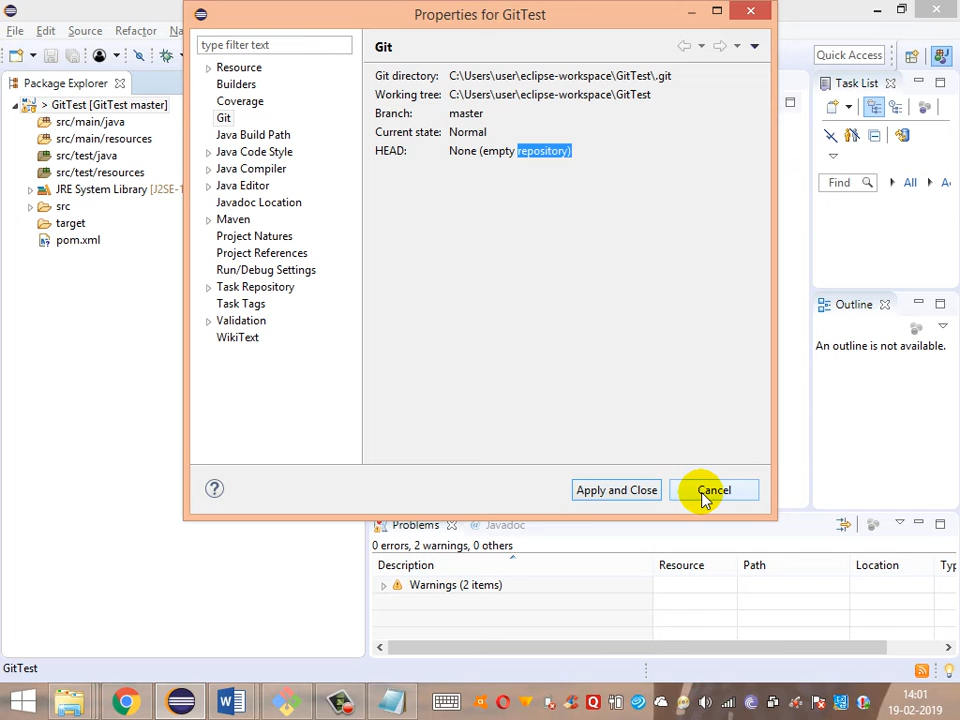 Properties for GitTest
File Edit Source Refactor Na
Quick Access
Package Explorer
> GitTest [GitTest master]
src/main/java
src/main/resources
src/test/java
src/test/resources
JRE System Library [J2SE-1
src
target
pom.xml
type filter text
Resource
Builders
Coverage
Git
Java Build Path
Java Code Style
Java Compiler
Java Editor
Javadoc Location
Maven
Project Natures
Project References
Run/Debug Settings
Task Repository
Task Tags
Validation
WikiText
Git
Git directory: C:\Users\user\eclipse-workspace\GitTest\.git
Working tree: C:\Users\user\eclipse-workspace\GitTest
Branch: master
Current state: Normal
HEAD: None (empty repository)
?
Apply and Close Cancel
Task List
Find All A
Outline
An outline is not available.
Problems @ Javadoc
0 errors, 2 warnings, 0 others
Description Resource Path Location Typ
Warnings (2 items)
GitTest
14:01
19-02-2019